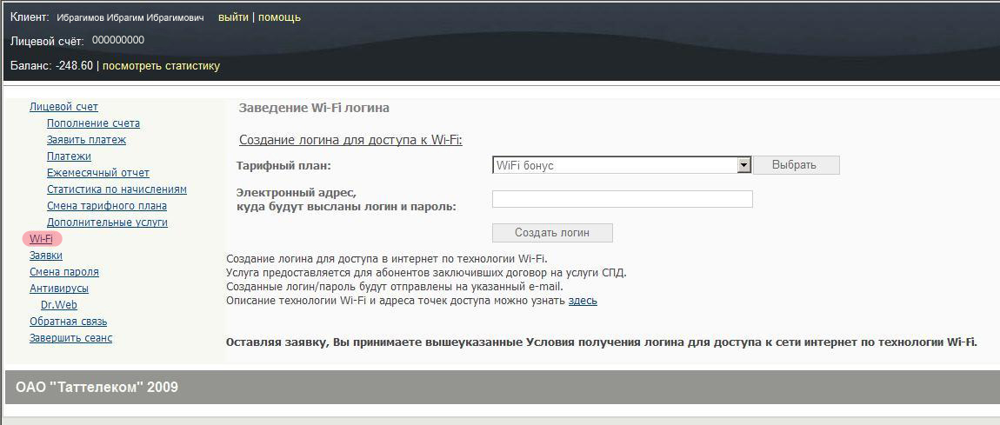 Клиент: Ибрагимов Ибрагим Ибрагимович выйти | помощь
Лицевой счёт: 000000000
Баланс: -248.60 | посмотреть статистику
Лицевой счет
Пополнение счета
Заявить платеж
Платежи
Ежемесячный отчет
Статистика по начислениям
Смена тарифного плана
Дополнительные услуги
Wi-Fi
Заявки
Смена пароля
Антивирусы
Dr.Web
Обратная связь
Завершить сеанс
Заведение Wi-Fi логина
Создание логина для доступа к Wi-Fi:
Тарифный план: WiFi бонус Выбрать
Электронный адрес,
куда будут высланы логин и пароль:
Создать логин
Создание логина для доступа в интернет по технологии Wi-Fi.
Услуга предоставляется для абонентов заключивших договор на услуги СПД.
Созданные логин/пароль будут отправлены на указанный e-mail.
Описание технологии Wi-Fi и адреса точек доступа можно узнать здесь
Оставляя заявку, Вы принимаете вышеуказанные Условия получения логина для доступа к сети интернет по технологии Wi-Fi.
ОАО "Таттелеком" 2009